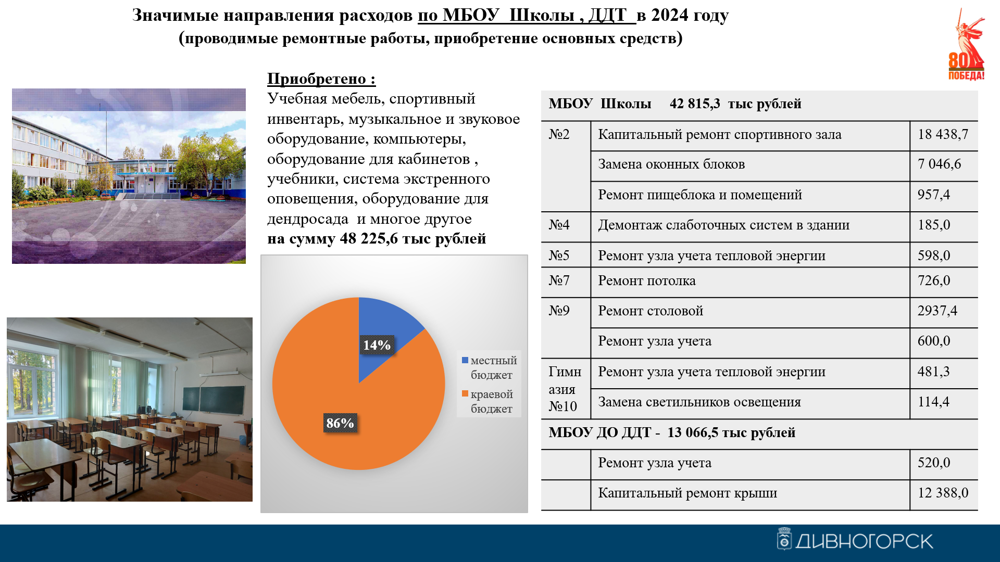 Значимые направления расходов по МБОУ Школы , ДДТ в 2024 году
(проводимые ремонтные работы, приобретение основных средств)
80
ПОБЕДА!
Приобретено :
Учебная мебель, спортивный
инвентарь, музыкальное и звуковое
оборудование, компьютеры,
оборудование для кабинетов ,
учебники, система экстренного
оповещения, оборудование для
дендросада и многое другое
на сумму 48 225,6 тыс рублей
14%
86%
местный
бюджет
краевой
бюджет
МБОУ Школы 42 815,3 тыс рублей
№2 Капитальный ремонт спортивного зала 18 438,7
Замена оконных блоков 7 046,6
Ремонт пищеблока и помещений 957,4
№4 Демонтаж слаботочных систем в здании 185,0
№5 Ремонт узла учета тепловой энергии 598,0
№7 Ремонт потолка 726,0
№9 Ремонт столовой 2937,4
Ремонт узла учета 600,0
Гимн
азия
№10
Ремонт узла учета тепловой энергии 481,3
Замена светильников освещения 114,4
МБОУ ДО ДДТ - 13 066,5 тыс рублей
Ремонт узла учета 520,0
Капитальный ремонт крыши 12 388,0
ДИВНОГОРСК